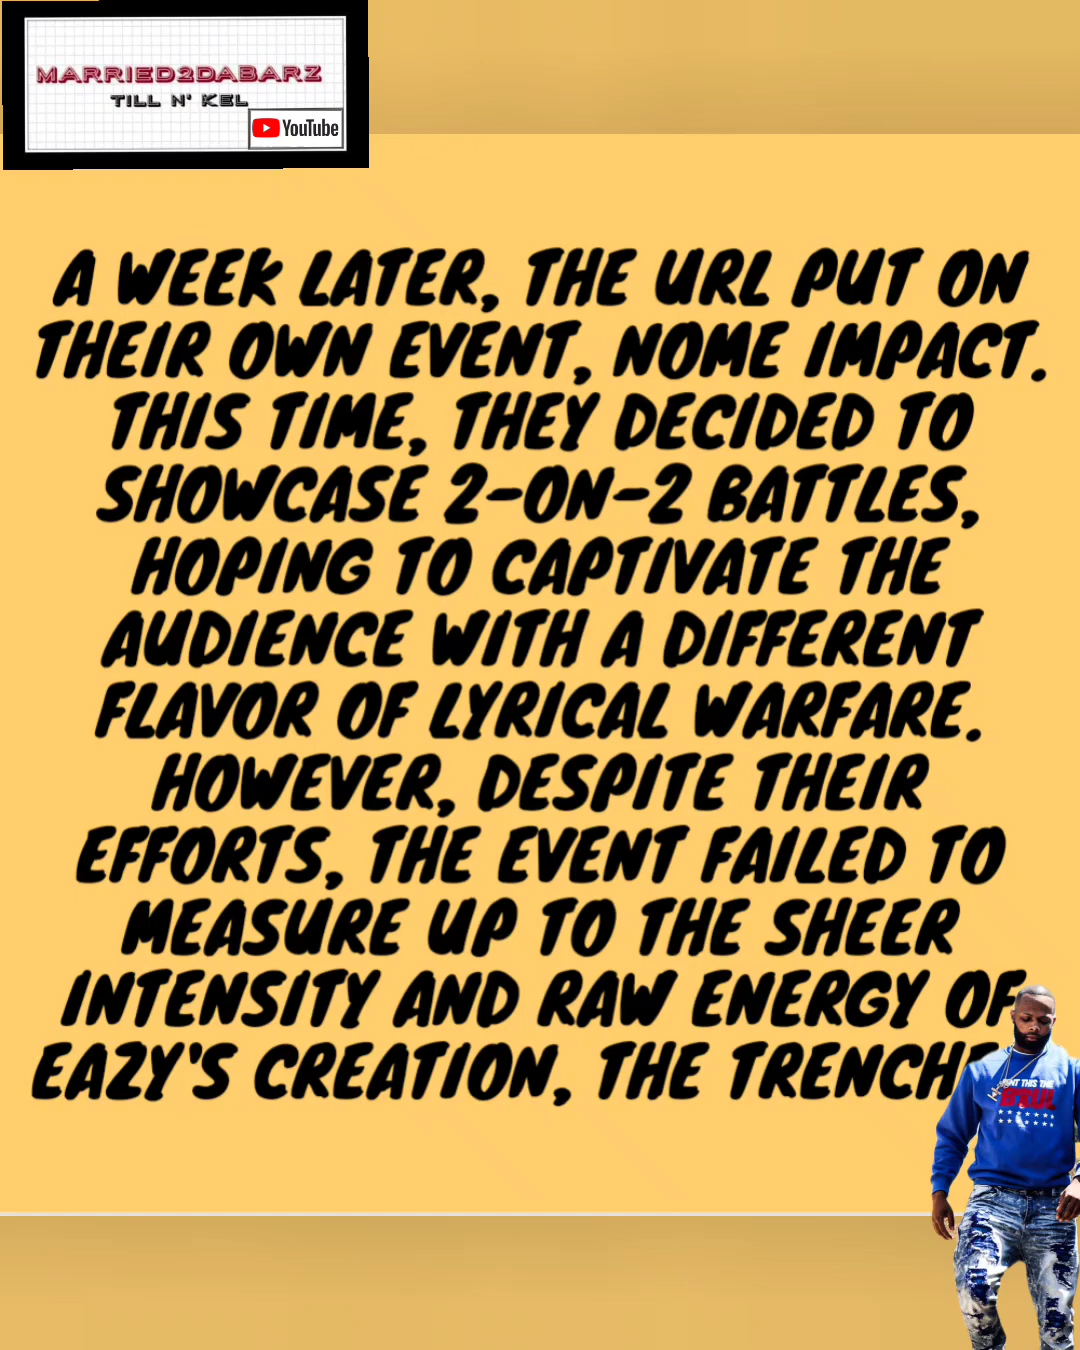 MARRIED2DABARZ
TILL N' KEL
YouTube
A WEEK LATER, THE URL PUT ON
THEIR OWN EVENT, NOME IMPACT.
THIS TIME, THEY DECIDED TO
SHOWCASE 2-ON-2 BATTLES,
HOPING TO CAPTIVATE THE
AUDIENCE WITH A DIFFERENT
FLAVOR OF LYRICAL WARFARE.
HOWEVER, DESPITE THEIR
EFFORTS, THE EVENT FAILED TO
MEASURE UP TO THE SHEER
INTENSITY AND RAW ENERGY OF
EAZY'S CREATION, THE
THIS THE